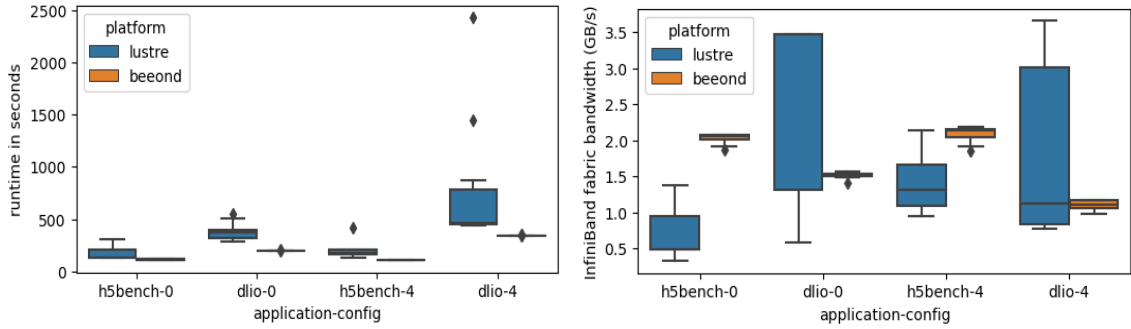 platform
lustre
beeond
runtime in seconds
2500
2000
1500
1000
500
0
h5bench-0 dlio-0 h5bench-4 dlio-4
application-config
platform
lustre
beeond
InfiniBand fabric bandwidth (GB/s)
3.5
3.0
2.5
2.0
1.5
1.0
0.5
h5bench-0 dlio-0 h5bench-4 dlio-4
application-config